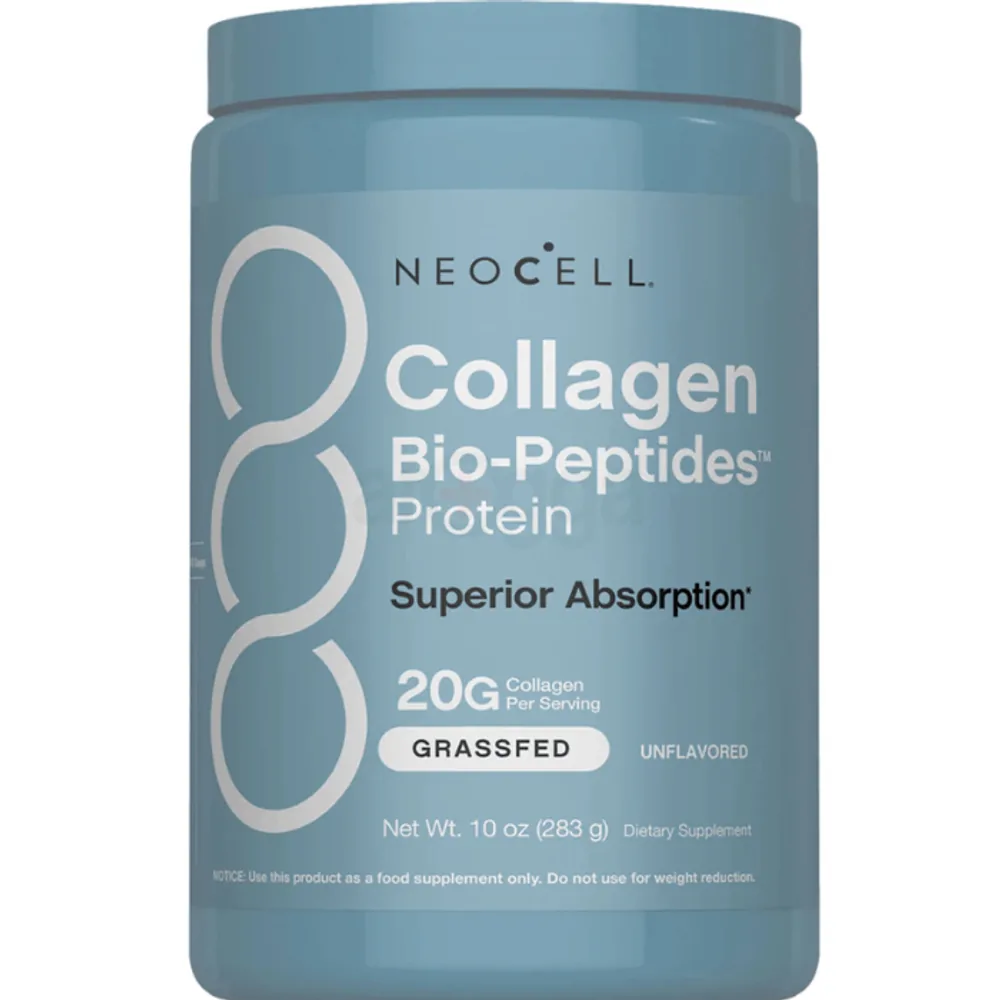 NEOCELL®
Collagen
Bio-Peptides™
Protein
Superior Absorption*
20G Collagen
Per Serving
GRASSFED
UNFLAVORED
Net Wt. 10 oz (283 g) Dietary Supplement
NOTICE: Use this product as a food supplement only. Do not use for weight reduction.